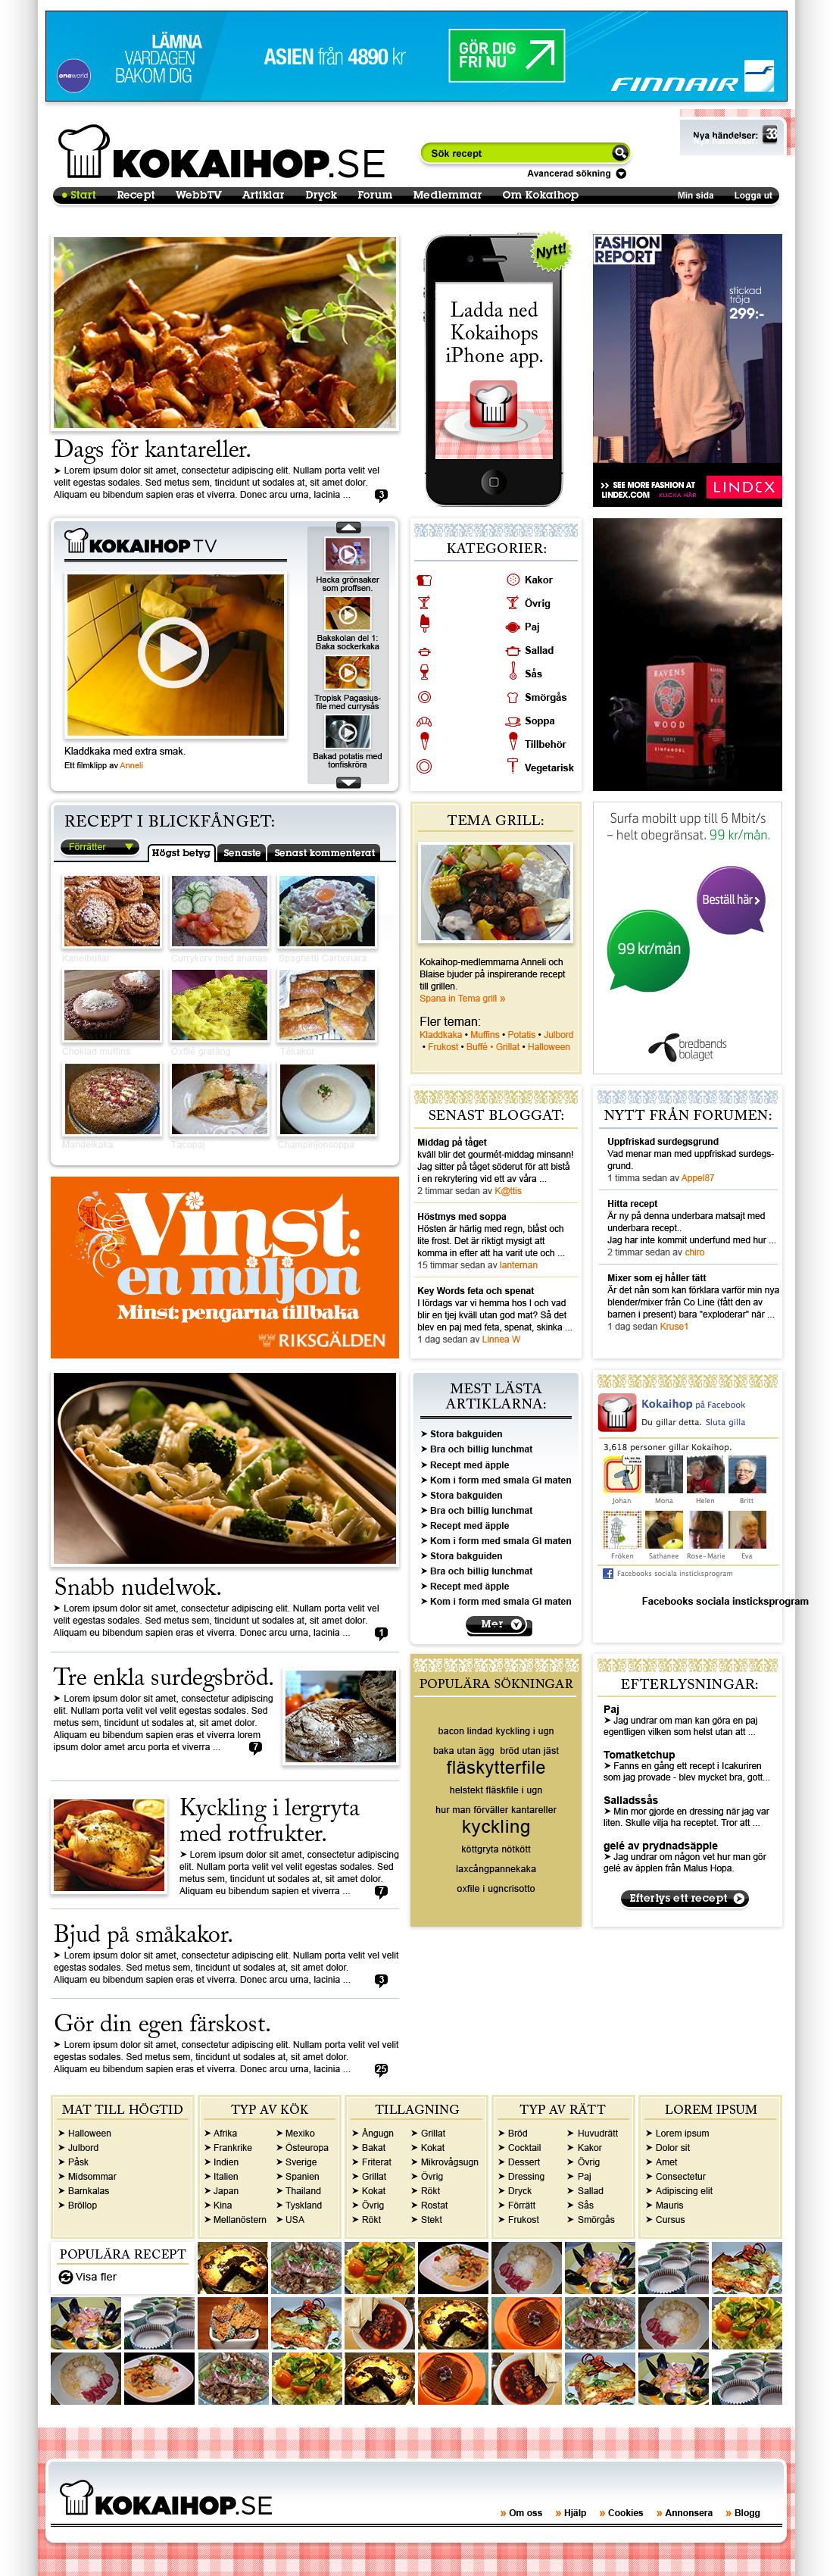 LÄMNA
VARDAGEN
BAKOM DIG
oneworld
ASIEN från 4890 kr
GÖR DIG
FRI NU
FINNAIR
Nya händelser: 33
KOKAIHOP.SE
Sök recept
Avancerad sökning
Start Recept WebbTV Artiklar Dryck Forum Medlemmar Om Kokaihop Min sida Logga ut
Dags för kantareller.
Lorem ipsum dolor sit amet, consectetur adipiscing elit. Nullam porta velit vel
velit egestas sodales. Sed metus sem, tincidunt ut sodales at, sit amet dolor.
Aliquam eu bibendum sapien eras et viverra. Donec arcu urna, lacinia ... 3
Nytt!
Ladda ned
Kokaihops
iPhone app.
FASHION
REPORT
stickad
tröja
299:-
SEE MORE FASHION AT
LINDEX.COM KLICKA HÄR
LINDEX
KOKAIHOP TV
Kladdkaka med extra smak.
Ett filmklipp av Anneli
Hacka grönsaker
som proffsen.
Bakskolan del 1:
Baka sockerkaka
Tropisk Pagasius-
file med currysås
Bakad potatis med
tonfiskröra
KATEGORIER:
Kakor
Övrig
Paj
Sallad
Sås
Smörgås
Soppa
Tillbehör
Vegetarisk
RAVENS
WOOD
LODI
ZINFANDEL
RECEPT I BLICKFÅNGET:
Förrätter
Högst betyg Senaste Senast kommenterat
Kanelbullar Currykorv med ananas Spaghetti Carbonara
Choklad muffins Oxfilé gratäng Tekakor
Mandelkaka Tacopaj Champinjonsoppa
TEMA GRILL:
Kokaihop-medlemmarna Anneli och
Blaise bjuder på inspirerande recept
till grillen.
Spana in Tema grill »
Fler teman:
Kladdkaka • Muffins • Potatis • Julbord
• Frukost • Buffé • Grillat • Halloween
Surfa mobilt upp till 6 Mbit/s
– helt obegränsat. 99 kr/mån.
Beställ här
99 kr/mån
bredbands
bolaget
SENAST BLOGGAT:
Middag på tåget
kväll blir det gourmét-middag minsann!
Jag sitter på tåget söderut för att bistå
i en rekrytering vid ett av våra ...
2 timmar sedan av K@ttis
Höstmys med soppa
Hösten är härlig med regn, blåst och
lite frost. Det är riktigt mysigt att
komma in efter att ha varit ute och ...
15 timmar sedan av lanternan
Key Words feta och spenat
I lördags var vi hemma hos I och vad
blir en tjej kväll utan god mat? Så det
blev en paj med feta, spenat, skinka ...
1 dag sedan av Linnea W
NYTT FRÅN FORUMEN:
Uppfriskad surdegsgrund
Vad menar man med uppfriskad surdegs-
grund.
1 timma sedan av Appel87
Hitta recept
Är ny på denna underbara matsajt med
underbara recept..
Jag har inte kommit underfund med hur ...
2 timmar sedan av chiro
Mixer som ej håller tätt
Är det nån som kan förklara varför min nya
blender/mixer från Co Line (fått den av
barnen i present) bara "exploderar" när ...
1 dag sedan Kruse1
Vinst:
en miljon
Minst: pengarna tillbaka
RIKSGÄLDEN
Snabb nudelwok.
Lorem ipsum dolor sit amet, consectetur adipiscing elit. Nullam porta velit vel
velit egestas sodales. Sed metus sem, tincidunt ut sodales at, sit amet dolor.
Aliquam eu bibendum sapien eras et viverra. Donec arcu urna, lacinia ... 1
MEST LÄSTA
ARTIKLARNA:
Stora bakguiden
Bra och billig lunchmat
Recept med äpple
Kom i form med smala GI maten
Stora bakguiden
Bra och billig lunchmat
Recept med äpple
Kom i form med smala GI maten
Stora bakguiden
Bra och billig lunchmat
Recept med äpple
Kom i form med smala GI maten
Mer
Kokaihop på Facebook
Du gillar detta. Sluta gilla
3,618 personer gillar Kokaihop.
Johan Mona Helen Britt
Fröken Sathanee Rose-Marie Eva
Facebooks sociala insticksprogram
Facebooks sociala insticksprogram
Tre enkla surdegsbröd.
Lorem ipsum dolor sit amet, consectetur adipiscing
elit. Nullam porta velit vel velit egestas sodales. Sed
metus sem, tincidunt ut sodales at, sit amet dolor.
Aliquam eu bibendum sapien eras et viverra lorem
ipsum dolor amet arcu porta et viverra ... 7
Kyckling i lergryta
med rotfrukter.
Lorem ipsum dolor sit amet, consectetur adipiscing
elit. Nullam porta velit vel velit egestas sodales. Sed
metus sem, tincidunt ut sodales at, sit amet dolor.
Aliquam eu bibendum sapien et viverra ... 7
Bjud på småkakor.
Lorem ipsum dolor sit amet, consectetur adipiscing elit. Nullam porta velit vel velit
egestas sodales. Sed metus sem, tincidunt ut sodales at, sit amet dolor.
Aliquam eu bibendum sapien eras et viverra. Donec arcu urna, lacinia ... 3
Gör din egen färskost.
Lorem ipsum dolor sit amet, consectetur adipiscing elit. Nullam porta velit vel velit
egestas sodales. Sed metus sem, tincidunt ut sodales at, sit amet dolor.
Aliquam eu bibendum sapien eras et viverra. Donec arcu urna, lacinia ... 25
POPULÄRA SÖKNINGAR
bacon lindad kyckling i ugn
baka utan ägg bröd utan jäst
fläskytterfile
helstekt fläskfile i ugn
hur man förväller kantareller
kyckling
köttgryta nötkött
laxcångpannekaka
oxfile i ugncrisotto
EFTERLYSNINGAR:
Paj
Jag undrar om man kan göra en paj
egentligen vilken som helst utan att ...
Tomatketchup
Fanns en gång ett recept i Icakuriren
som jag provade - blev mycket bra, gott...
Salladssås
Min mor gjorde en dressing när jag var
liten. Skulle vilja ha receptet. Tror att ...
gelé av prydnadsäpple
Jag undrar om någon vet hur man gör
gelé av äpplen från Malus Hopa.
Efterlys ett recept
MAT TILL HÖGTID
Halloween
Julbord
Påsk
Midsommar
Barnkalas
Bröllop
TYP AV KÖK
Afrika Mexiko
Frankrike Östeuropa
Indien Sverige
Italien Spanien
Japan Thailand
Kina Tyskland
Mellanöstern USA
TILLAGNING
Ångugn Grillat
Bakat Kokat
Friterat Mikrovågsugn
Grillat Övrig
Kokat Rökt
Övrig Rostat
Rökt Stekt
TYP AV RÄTT
Bröd Huvudrätt
Cocktail Kakor
Dessert Övrig
Dressing Paj
Dryck Sallad
Förrätt Sås
Frukost Smörgås
LOREM IPSUM
Lorem ipsum
Dolor sit
Amet
Consectetur
Adipiscing elit
Mauris
Cursus
POPULÄRA RECEPT
Visa fler
KOKAIHOP.SE
» Om oss » Hjälp » Cookies » Annonsera » Blogg